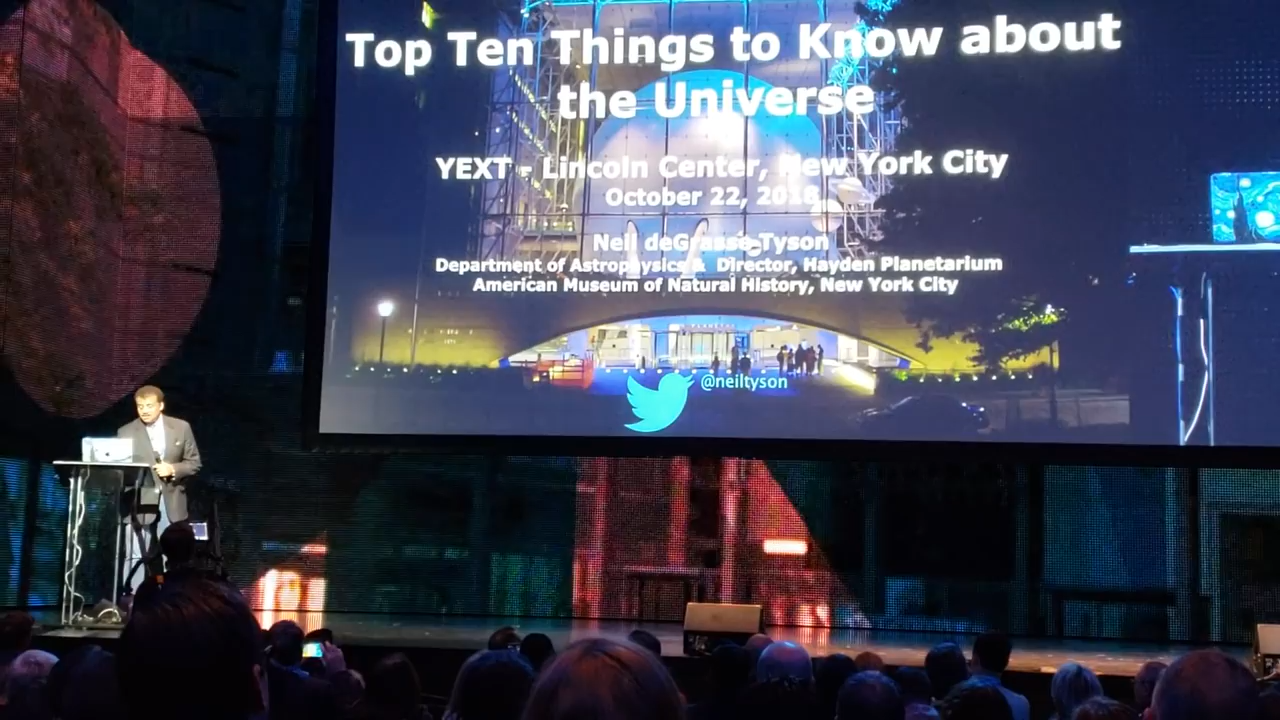 Top Ten Things to Know about
the Universe
YEXT - Lincoln Center, New York City
October 22, 2018
Neil deGrasse Tyson
Department of Astrophysics & Director, Hayden Planetarium
American Museum of Natural History, New York City
@neiltyson